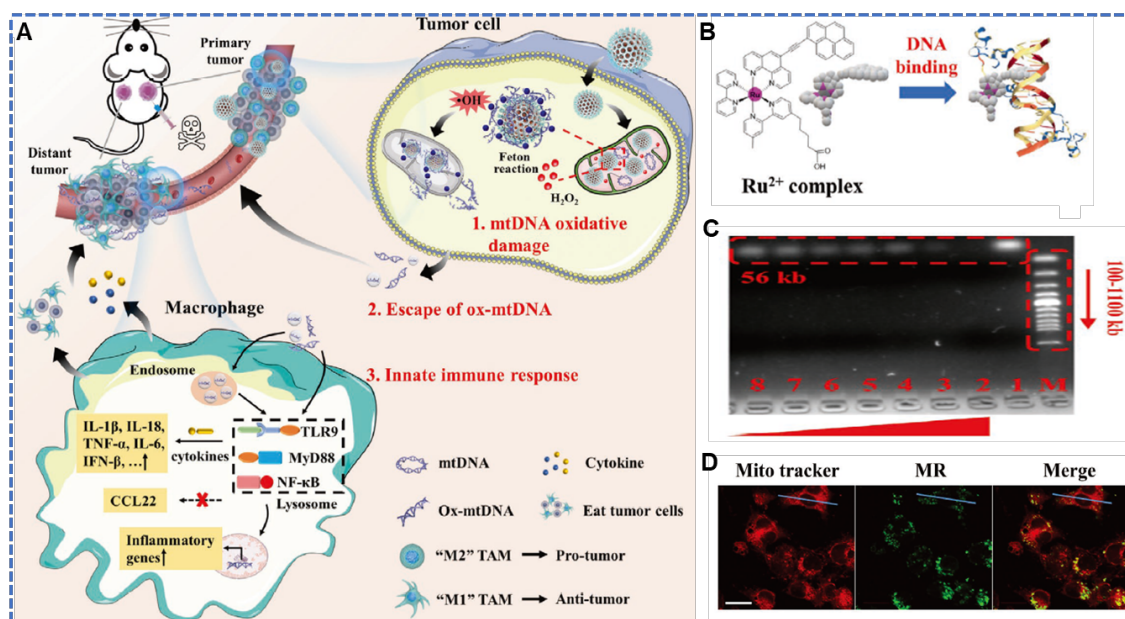 A
Primary
tumor
Distant
tumor
Tumor cell
•OH
Feton
reaction
H₂O₂
1. mtDNA oxidative
damage
2. Escape of ox-mtDNA
3. Innate immune response
Macrophage
Endosome
IL-1β, IL-18,
TNF-α, IL-6,
IFN-β, ...↑
cytokines
TLR9
MyD88
NF-κB
CCL22
Lysosome
Inflammatory
genes↑
mtDNA
Cytokine
Ox-mtDNA
Eat tumor cells
"M2" TAM → Pro-tumor
"M1" TAM → Anti-tumor
B
Ru
N
N
N
N
N
N
O
OH
DNA
binding
Ru²⁺ complex
C
56 kb
100-1100 kb
8 7 6 5 4 3 2 1 M
D
Mito tracker
MR
Merge